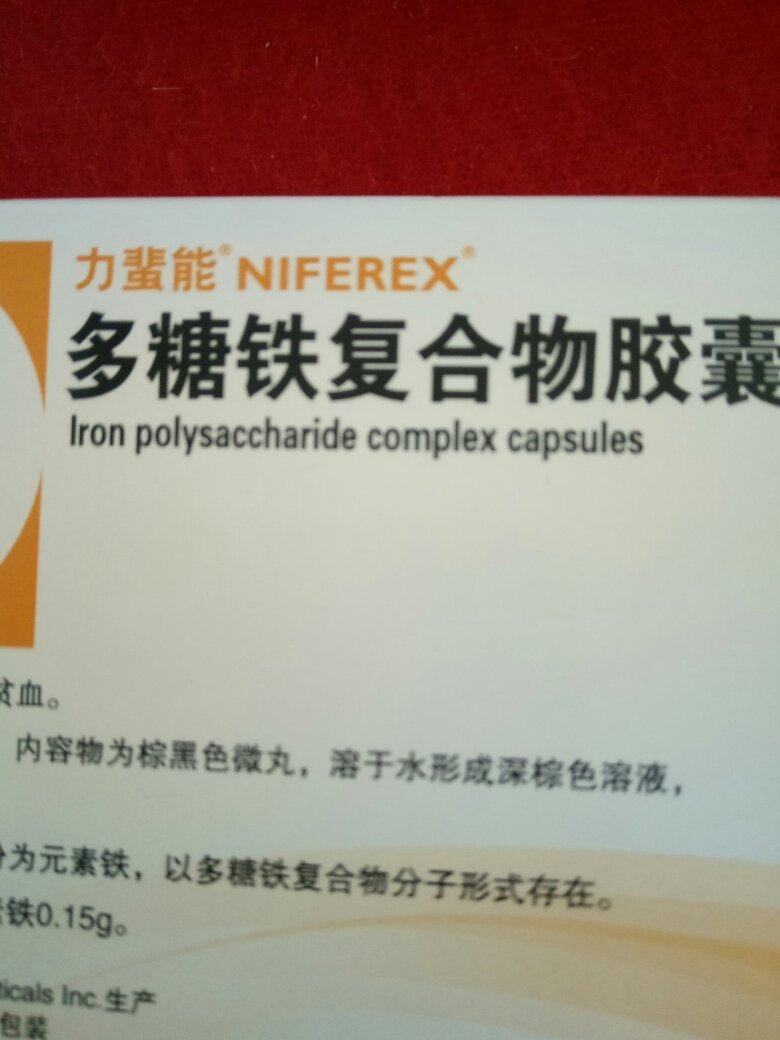 力蜚能® NIFEREX®
多糖铁复合物胶囊
Iron polysaccharide complex capsules
贫血。
内容物为棕黑色微丸，溶于水形成深棕色溶液，
份为元素铁，以多糖铁复合物分子形式存在。
铁0.15g。
ticals Inc.生产
包装